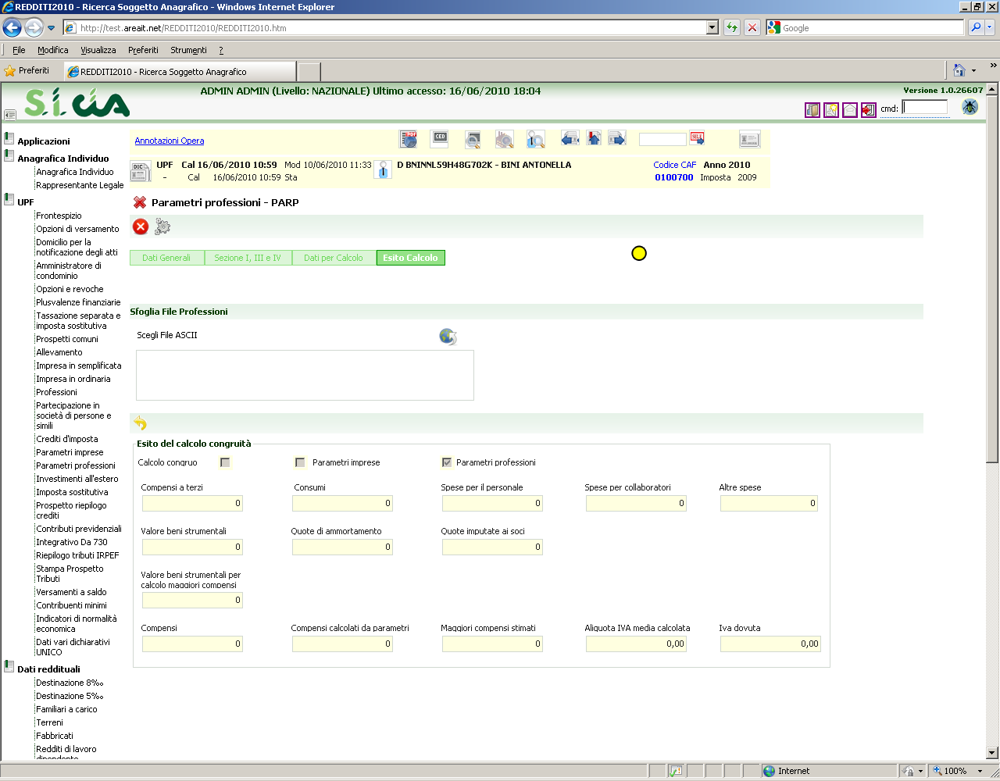 REDDITI2010 - Ricerca Soggetto Anagrafico - Windows Internet Explorer
http://test.areait.net/REDDITI2010/REDDITI2010.htm
Google
File Modifica Visualizza Preferiti Strumenti ?
Preferiti
REDDITI2010 - Ricerca Soggetto Anagrafico
S.I. CIA
ADMIN ADMIN (Livello: NAZIONALE) Ultimo accesso: 16/06/2010 18:04
Versione 1.0.26607
cmd:
Applicazioni
Anagrafica Individuo
Anagrafica Individuo
Rappresentante Legale
UPF
Frontespizio
Opzioni di versamento
Domicilio per la
notificazione degli atti
Amministratore di
condominio
Opzioni e revoche
Plusvalenze finanziarie
Tassazione separata e
imposta sostitutiva
Prospetti comuni
Allevamento
Impresa in semplificata
Impresa in ordinaria
Professioni
Partecipazione in
società di persone e
simili
Crediti d'imposta
Parametri imprese
Parametri professioni
Investimenti all'estero
Imposta sostitutiva
Prospetto riepilogo
crediti
Contributi previdenziali
Integrativo Da 730
Riepilogo tributi IRPEF
Stampa Prospetto
Tributi
Versamenti a saldo
Contribuenti minimi
Indicatori di normalità
economica
Dati vari dichiarativi
UNICO
Dati reddituali
Destinazione 8‰
Destinazione 5‰
Familiari a carico
Terreni
Fabbricati
Redditi di lavoro
dipendente
Annotazioni Opera
PDF
CED
SELE
DIC
UPF Cal 16/06/2010 10:59 Mod 10/06/2010 11:33
D BNINNL59H48G702K - BINI ANTONELLA
Codice CAF Anno 2010
- Cal 16/06/2010 10:59 Sta
0100700 Imposta 2009
Parametri professioni - PARP
Dati Generali
Sezione I, III e IV
Dati per Calcolo
Esito Calcolo
Sfoglia File Professioni
Scegli File ASCII
Esito del calcolo congruità
Calcolo congruo
Parametri imprese
Parametri professioni
Compensi a terzi
Consumi
Spese per il personale
Spese per collaboratori
Altre spese
0
0
0
0
0
Valore beni strumentali
Quote di ammortamento
Quote imputate ai soci
0
0
0
Valore beni strumentali per
calcolo maggiori compensi
0
Compensi
Compensi calcolati da parametri
Maggiori compensi stimati
Aliquota IVA media calcolata
Iva dovuta
0
0
0
0,00
0,00
Internet
100%